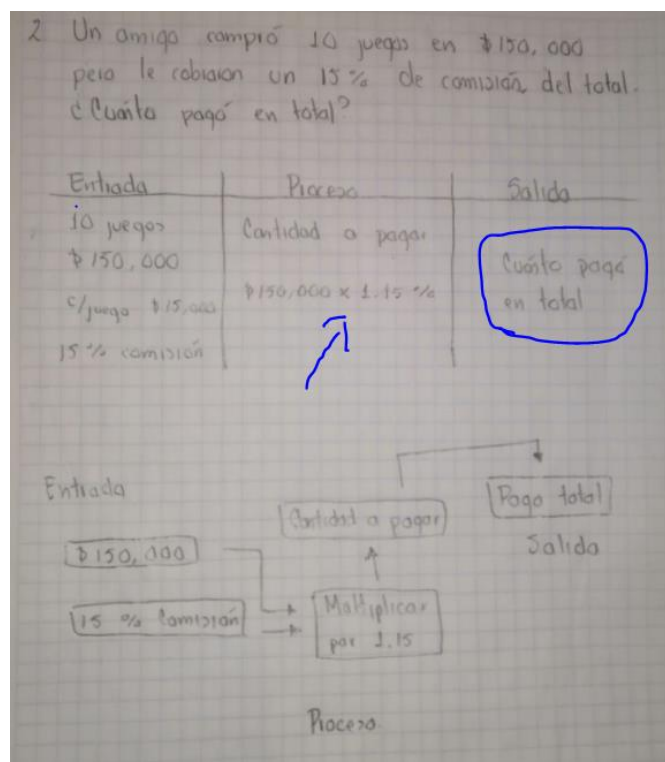 2 Un amigo compró 10 juegos en $150,000
pero le cobraron un 15% de comisión del total.
¿Cuánto pagó en total?
Entrada
10 juegos
$150,000
c/juego $15,000
15% comisión
Proceso
Cantidad a pagar
$150,000 x 1.15 %
Salida
Cuánto pagó
en total
Entrada
$150,000
15 % Comisión
Cantidad a pagar
Multiplicar
por 1.15
Proceso
Pago total
Salida